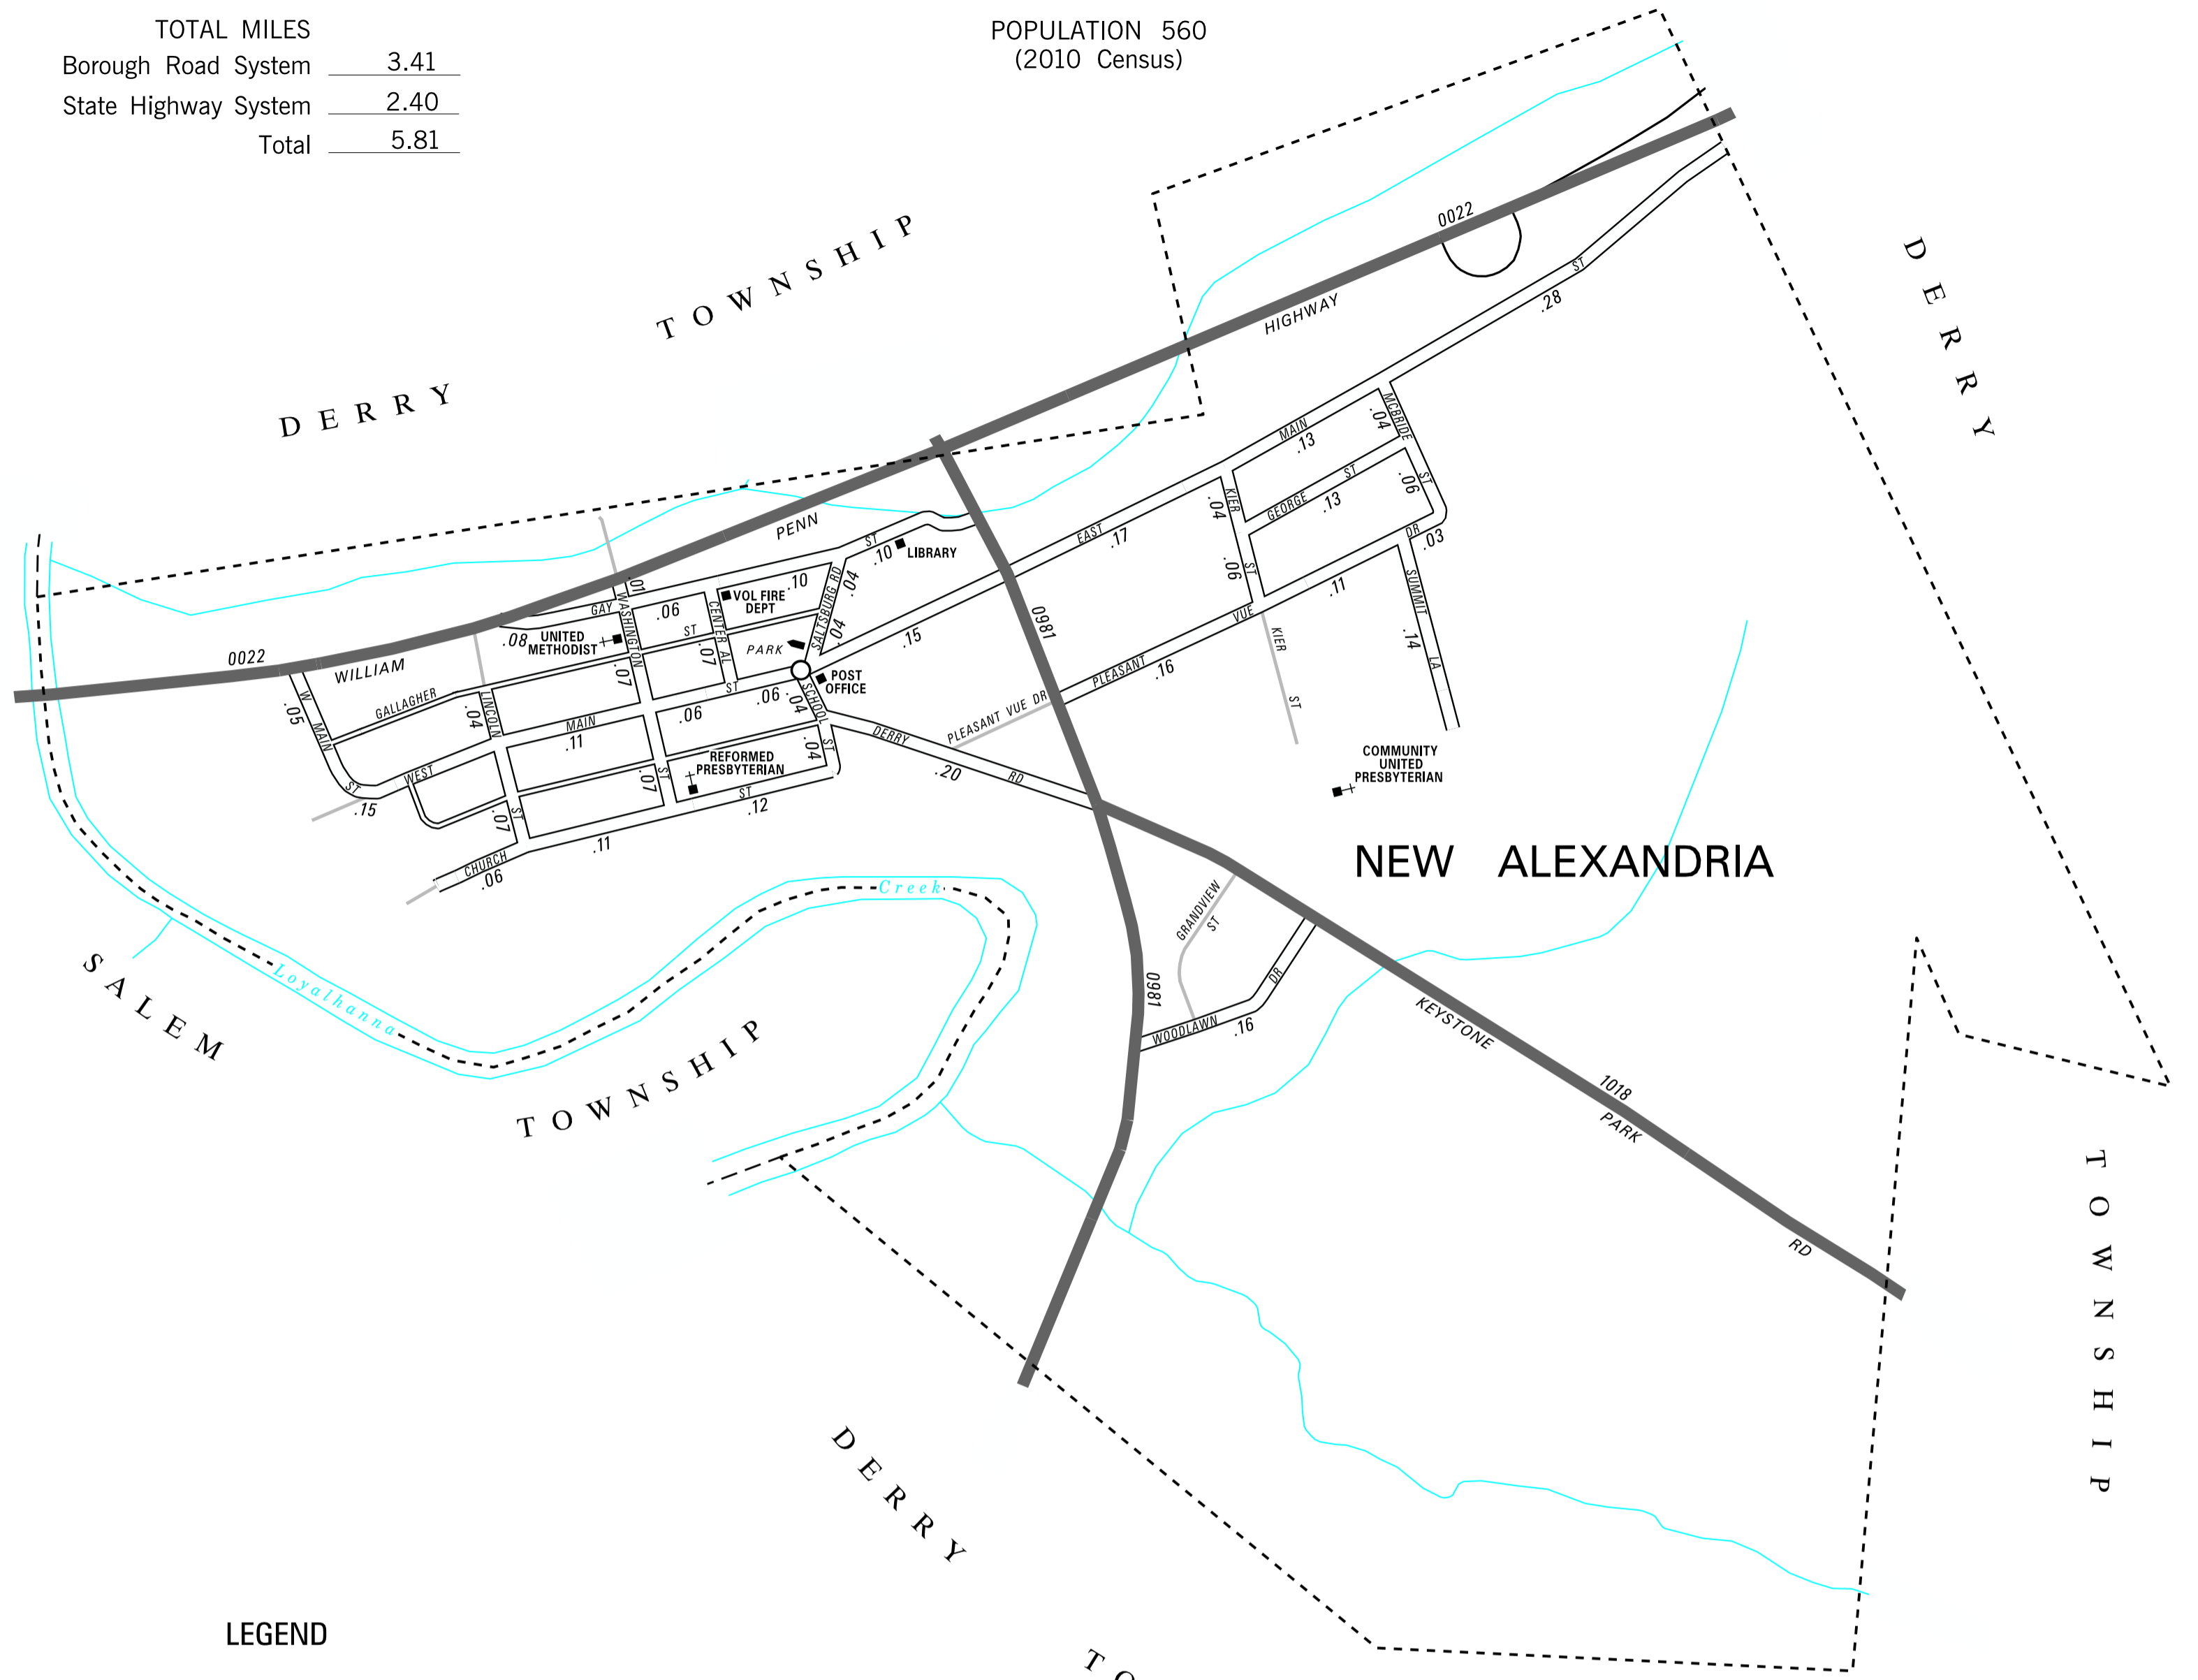 TOTAL MILES
Borough Road System 3.41
State Highway System 2.40
Total 5.81
POPULATION 560
(2010 Census)
DERRY TOWNSHIP
DERRY TOWNSHIP
0022
HIGHWAY
PENN
WILLIAM
0022
ST
.28
MAIN
.13
MCBRIDE ST
.04
.06
GEORGE ST
.13
KIER ST
.04
.06
EAST
.17
.15
DR
.03
.11
VUE
PLEASANT
.16
PLEASANT VUE DR
SUMMIT LA
.14
KIER ST
0981
LIBRARY
ST
.10
.10
SALTSBURG RD
.04
.04
VOL FIRE
DEPT
CENTER AL
.07
.01
WASHINGTON ST
.07
.07
GAY
.06
.08
UNITED
METHODIST
ST
PARK
POST
OFFICE
SCHOOL ST
.04
.04
GALLAGHER
W MAIN ST
.05
.15
WEST
MAIN
.11
ST
.06
.06
LINCOLN ST
.04
.07
REFORMED
PRESBYTERIAN
ST
.12
.11
CHURCH
.06
DERRY RD
.20
COMMUNITY
UNITED
PRESBYTERIAN
NEW ALEXANDRIA
GRANDVIEW ST
WOODLAWN DR
.16
0981
KEYSTONE PARK RD
1018
Loyalhanna Creek
SALEM TOWNSHIP
DERRY
TO
LEGEND